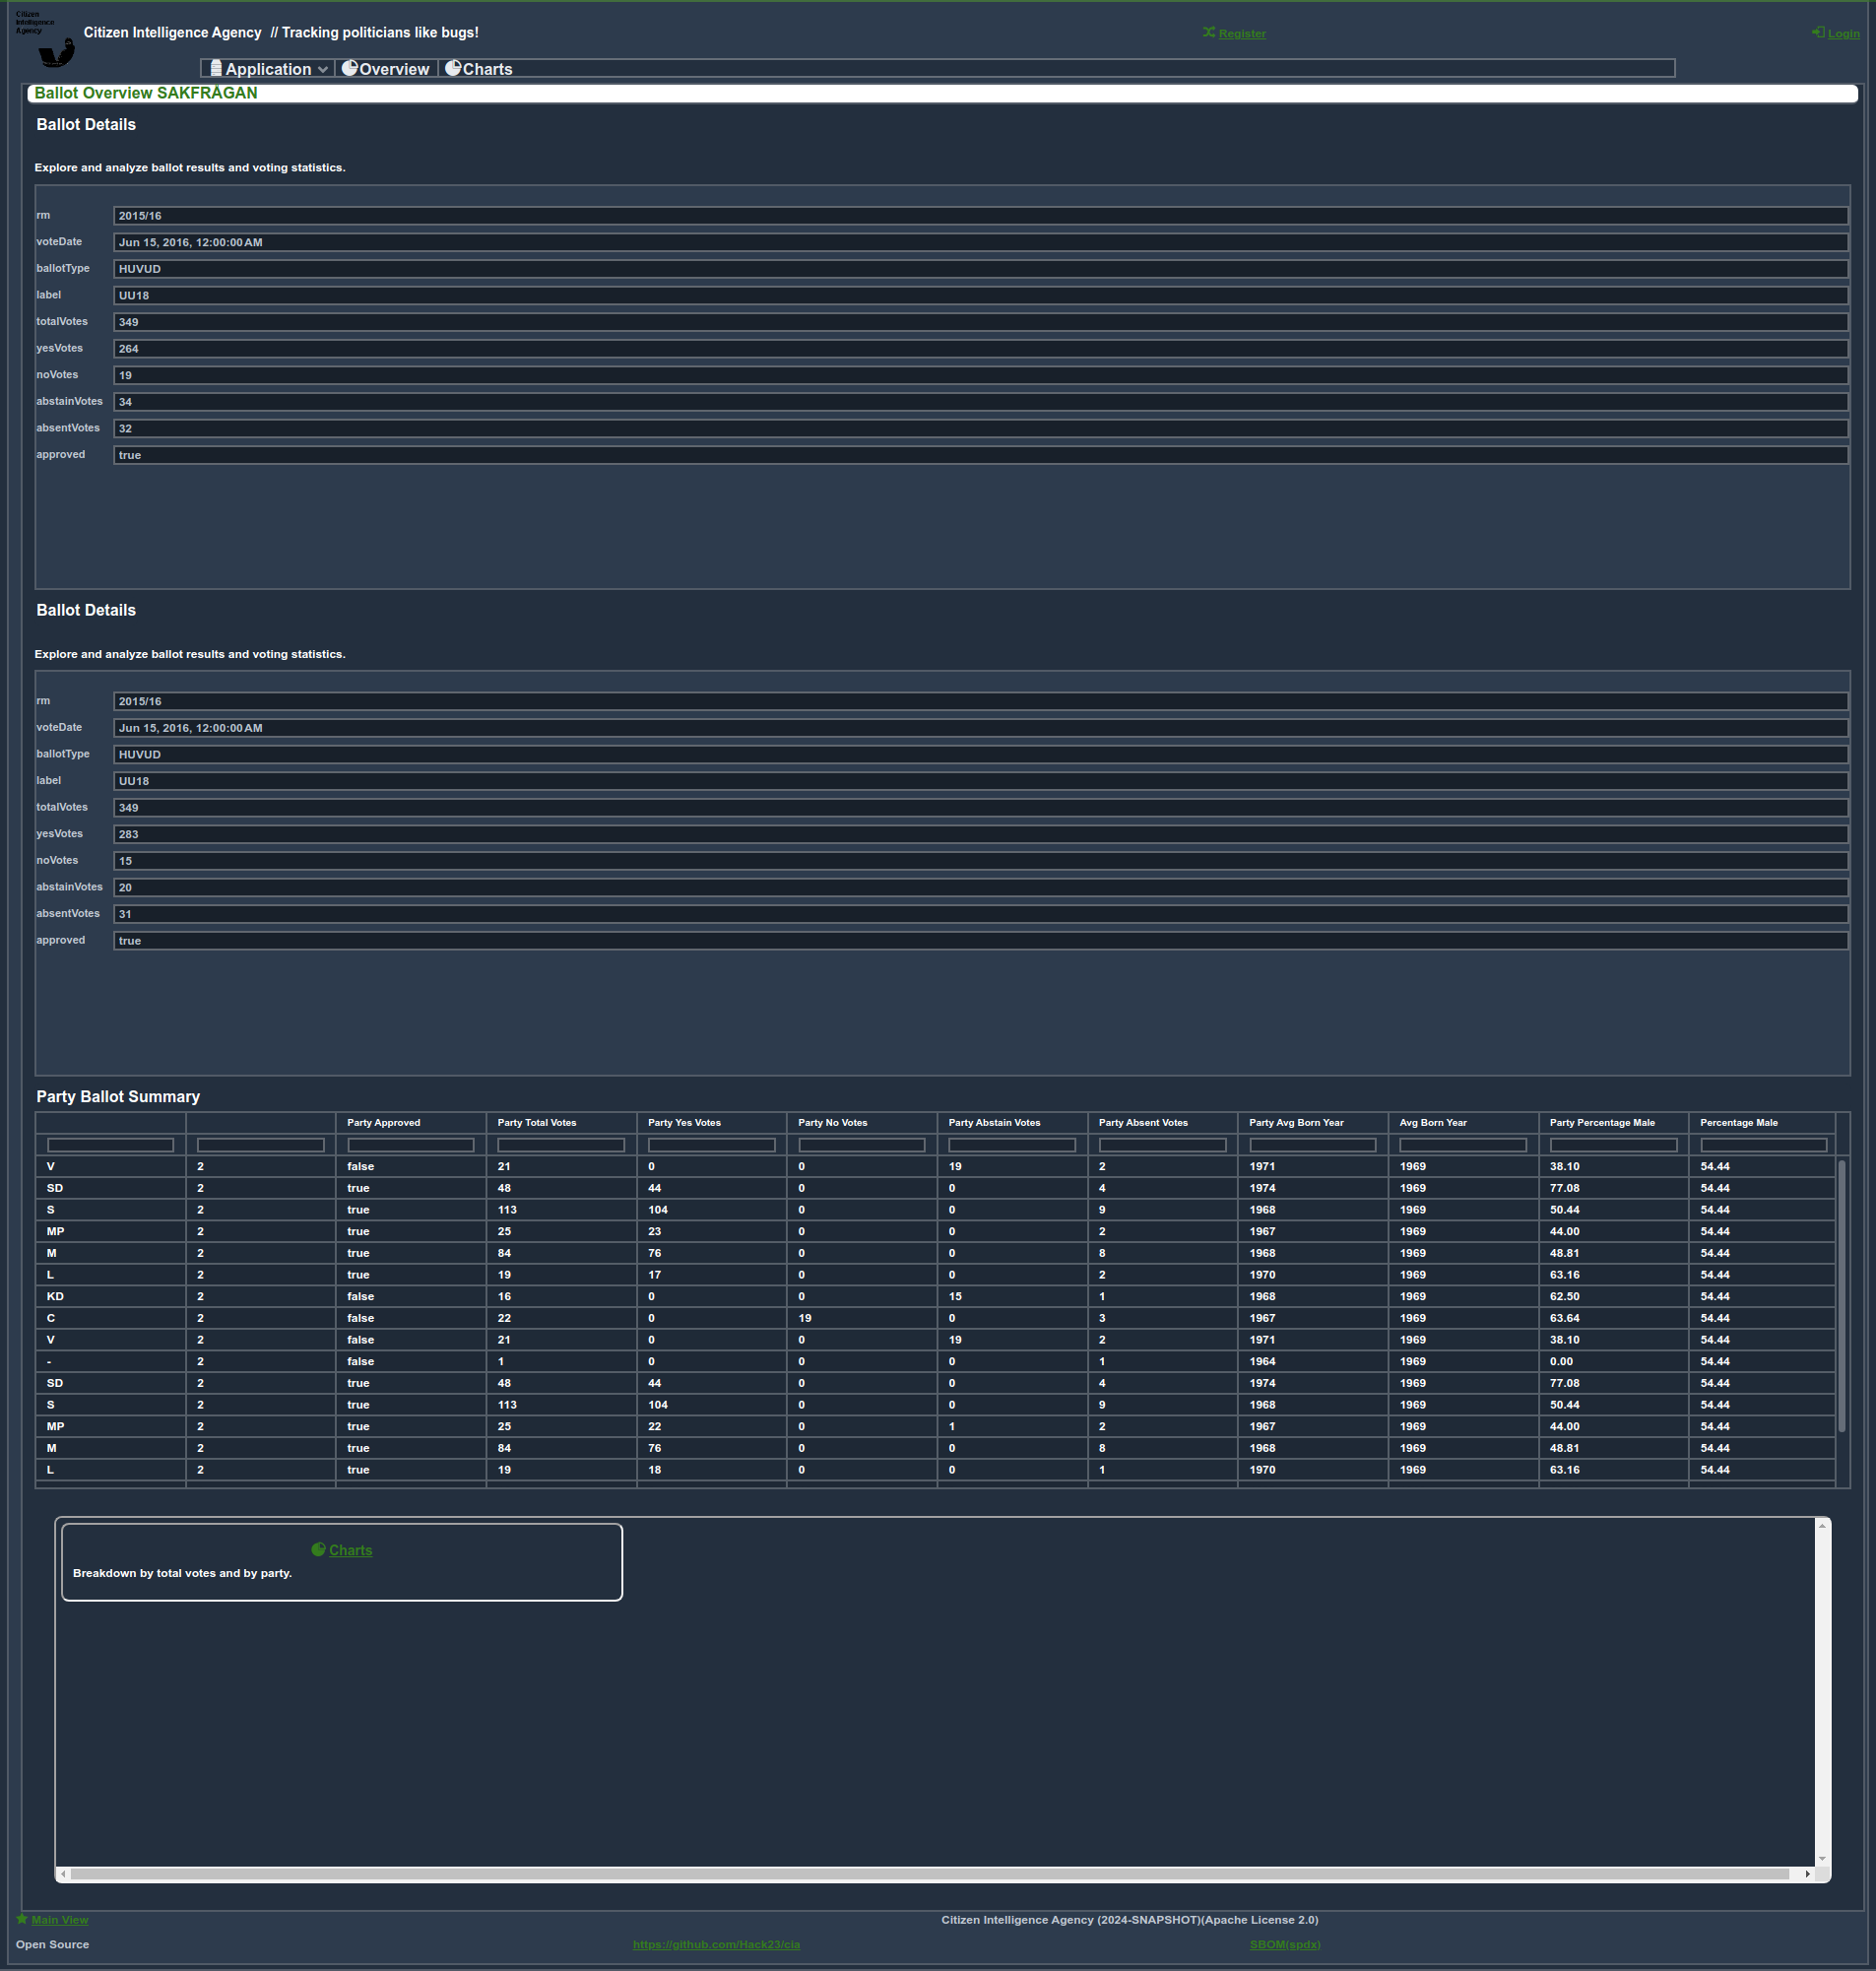 Citizen
Intelligence
Agency
Citizen Intelligence Agency // Tracking politicians like bugs!
Register
Login
Application
Overview
Charts
Ballot Overview SAKFRÅGAN
Ballot Details
Explore and analyze ballot results and voting statistics.
rm 2015/16
voteDate Jun 15, 2016, 12:00:00 AM
ballotType HUVUD
label UU18
totalVotes 349
yesVotes 264
noVotes 19
abstainVotes 34
absentVotes 32
approved true
Ballot Details
Explore and analyze ballot results and voting statistics.
rm 2015/16
voteDate Jun 15, 2016, 12:00:00 AM
ballotType HUVUD
label UU18
totalVotes 349
yesVotes 283
noVotes 15
abstainVotes 20
absentVotes 31
approved true
Party Ballot Summary
Party Approved Party Total Votes Party Yes Votes Party No Votes Party Abstain Votes Party Absent Votes Party Avg Born Year Avg Born Year Party Percentage Male Percentage Male
V 2 false 21 0 0 19 2 1971 1969 38.10 54.44
SD 2 true 48 44 0 0 4 1974 1969 77.08 54.44
S 2 true 113 104 0 0 9 1968 1969 50.44 54.44
MP 2 true 25 23 0 0 2 1967 1969 44.00 54.44
M 2 true 84 76 0 0 8 1968 1969 48.81 54.44
L 2 true 19 17 0 0 2 1970 1969 63.16 54.44
KD 2 false 16 0 0 15 1 1968 1969 62.50 54.44
C 2 false 22 0 19 0 3 1967 1969 63.64 54.44
V 2 false 21 0 0 19 2 1971 1969 38.10 54.44
- 2 false 1 0 0 0 1 1964 1969 0.00 54.44
SD 2 true 48 44 0 0 4 1974 1969 77.08 54.44
S 2 true 113 104 0 0 9 1968 1969 50.44 54.44
MP 2 true 25 22 0 1 2 1967 1969 44.00 54.44
M 2 true 84 76 0 0 8 1968 1969 48.81 54.44
L 2 true 19 18 0 0 1 1970 1969 63.16 54.44
Charts
Breakdown by total votes and by party.
Main View
Citizen Intelligence Agency (2024-SNAPSHOT)(Apache License 2.0)
Open Source
https://github.com/Hack23/cia
SBOM(spdx)